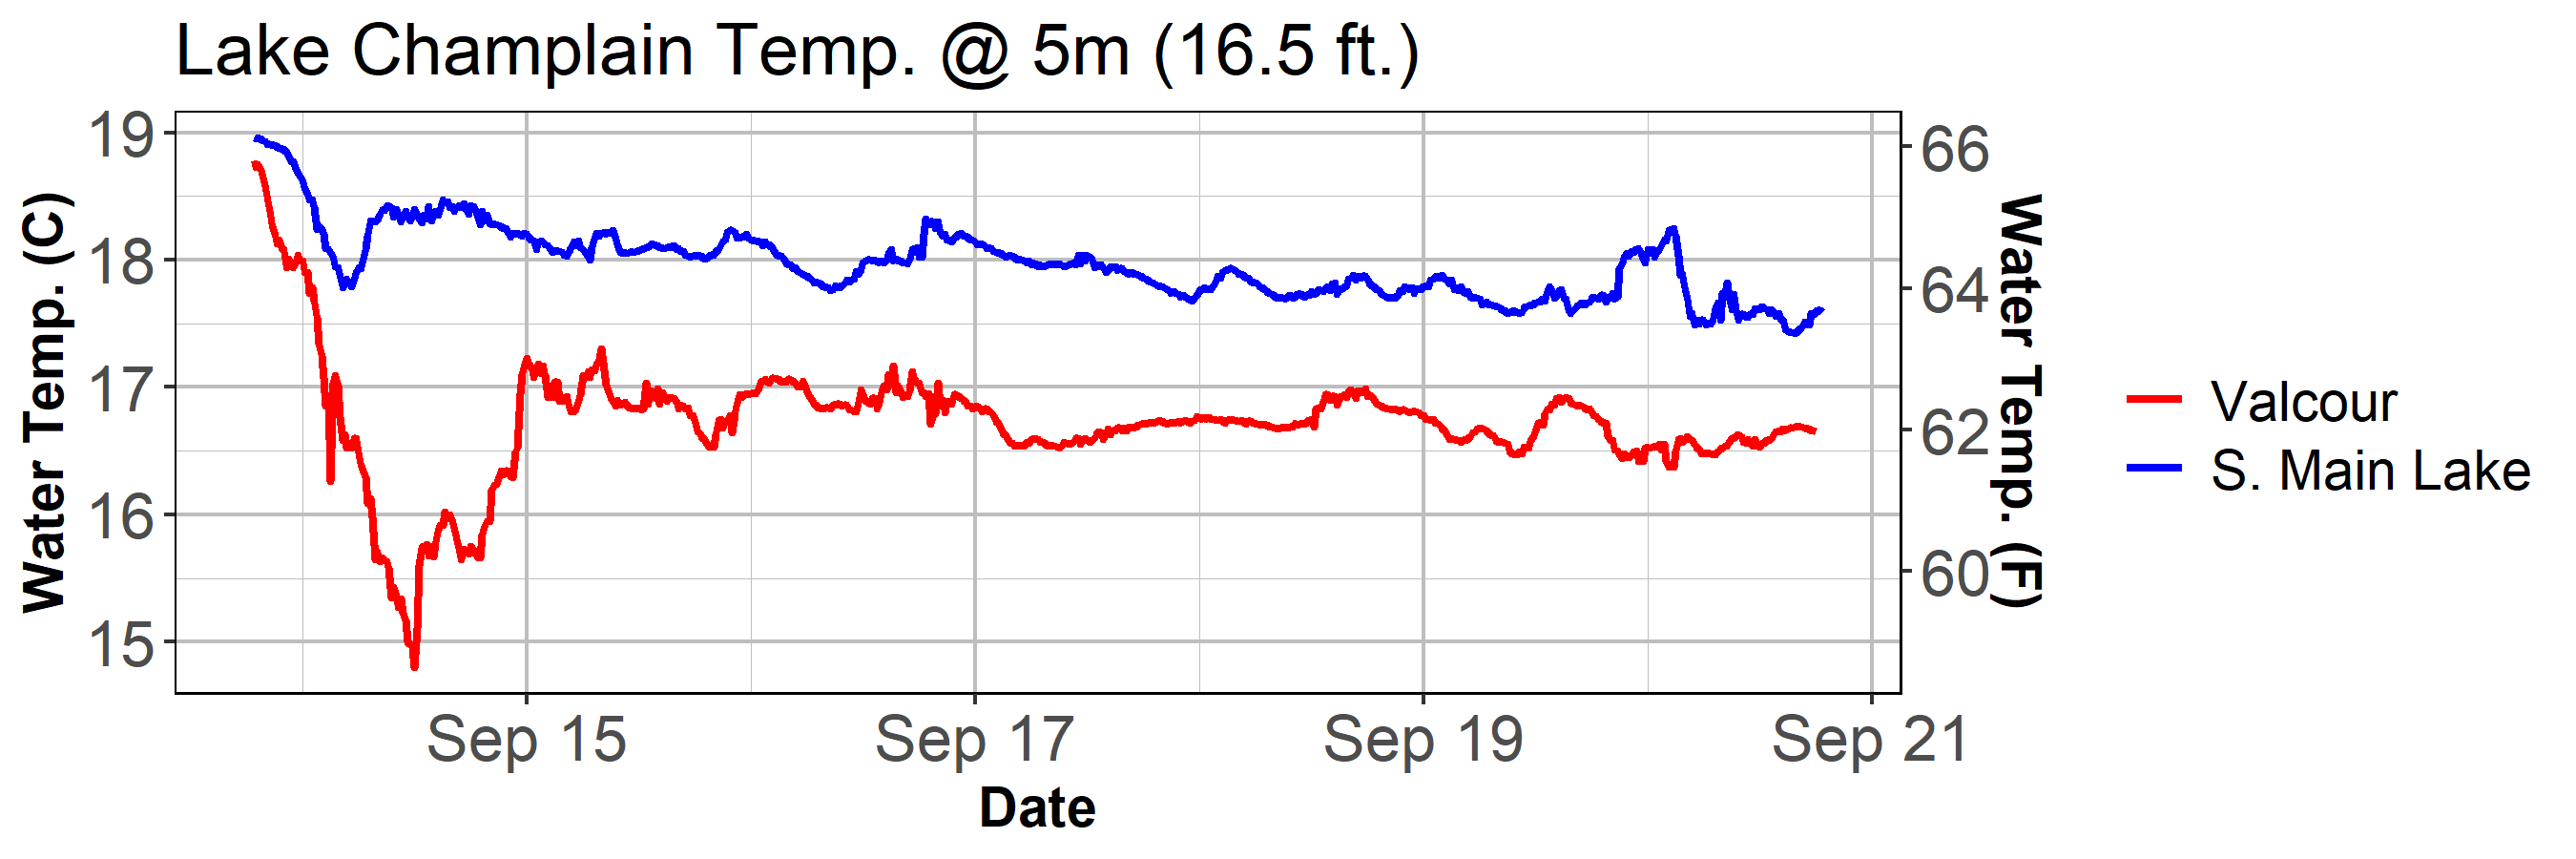 Lake Champlain Temp. @ 5m (16.5 ft.)
Water Temp. (C)
19
18
17
16
15
66
64
62
60
Water Temp. (F)
Sep 15
Sep 17
Sep 19
Sep 21
Date
Valcour
S. Main Lake